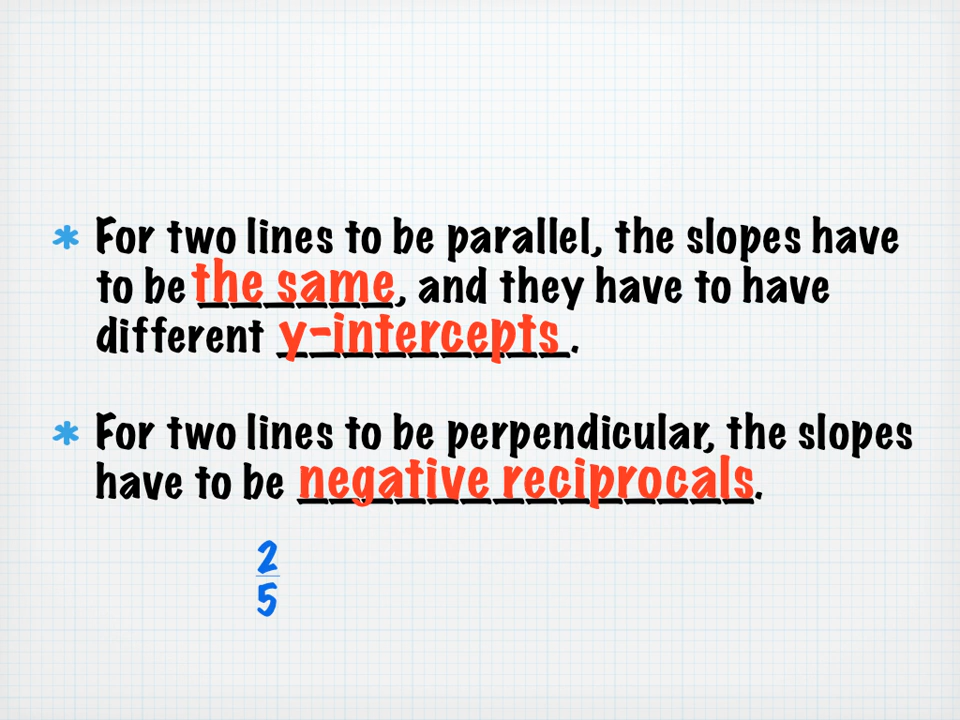 * For two lines to be parallel, the slopes have
to be the same, and they have to have
different y-intercepts.
* For two lines to be perpendicular, the slopes
have to be negative reciprocals.
2
5